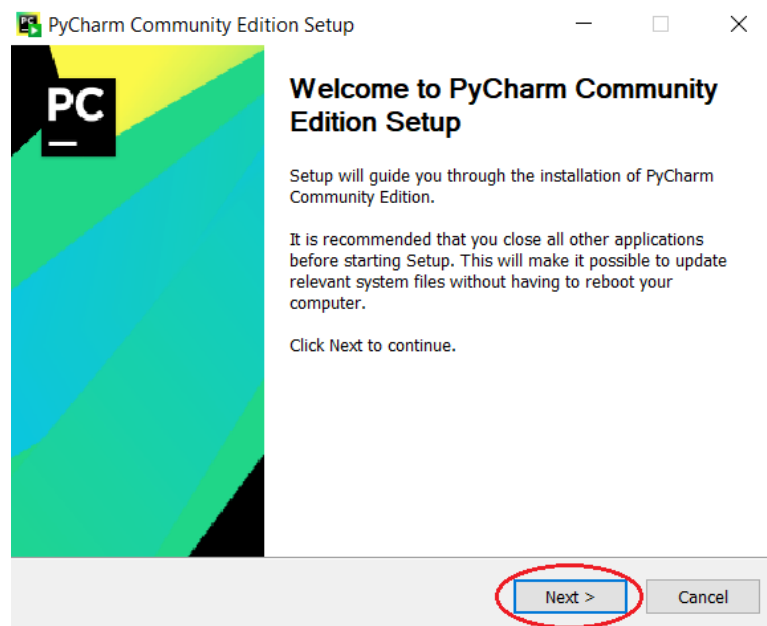 PyCharm Community Edition Setup
PC
Welcome to PyCharm Community
Edition Setup
Setup will guide you through the installation of PyCharm
Community Edition.
It is recommended that you close all other applications
before starting Setup. This will make it possible to update
relevant system files without having to reboot your
computer.
Click Next to continue.
Next >
Cancel